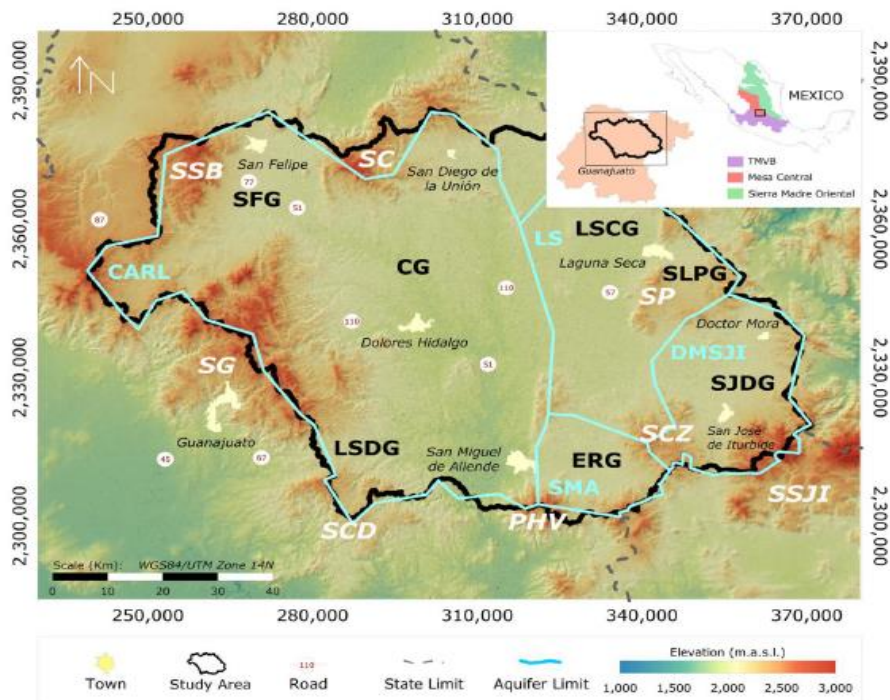 250,000 280,000 310,000 340,000 370,000
2,390,000
2,360,000
2,330,000
2,300,000
2,390,000
2,360,000
2,330,000
2,300,000
N
MEXICO
Guanajuato
TMVB
Mesa Central
Sierra Madre Oriental
SSB
San Felipe
SC
San Diego de
la Unión
77
SFG
51
87
LS
LSCG
CARL
CG
Laguna Seca
SLPG
110
57
SP
110
Dolores Hidalgo
Doctor Mora
DMSJI
51
SG
SJDG
Guanajuato
San José
de Iturbide
LSDG
San Miguel
de Allende
SCZ
45
67
ERG
SMA
SSJI
SCD
PHV
Scale (Km): WGS84/UTM Zone 14N
0 10 20 30 40
250,000 280,000 310,000 340,000 370,000
Town
Study Area
110
Road
State Limit
Aquifer Limit
Elevation (m.a.s.l.)
1,000 1,500 2,000 2,500 3,000